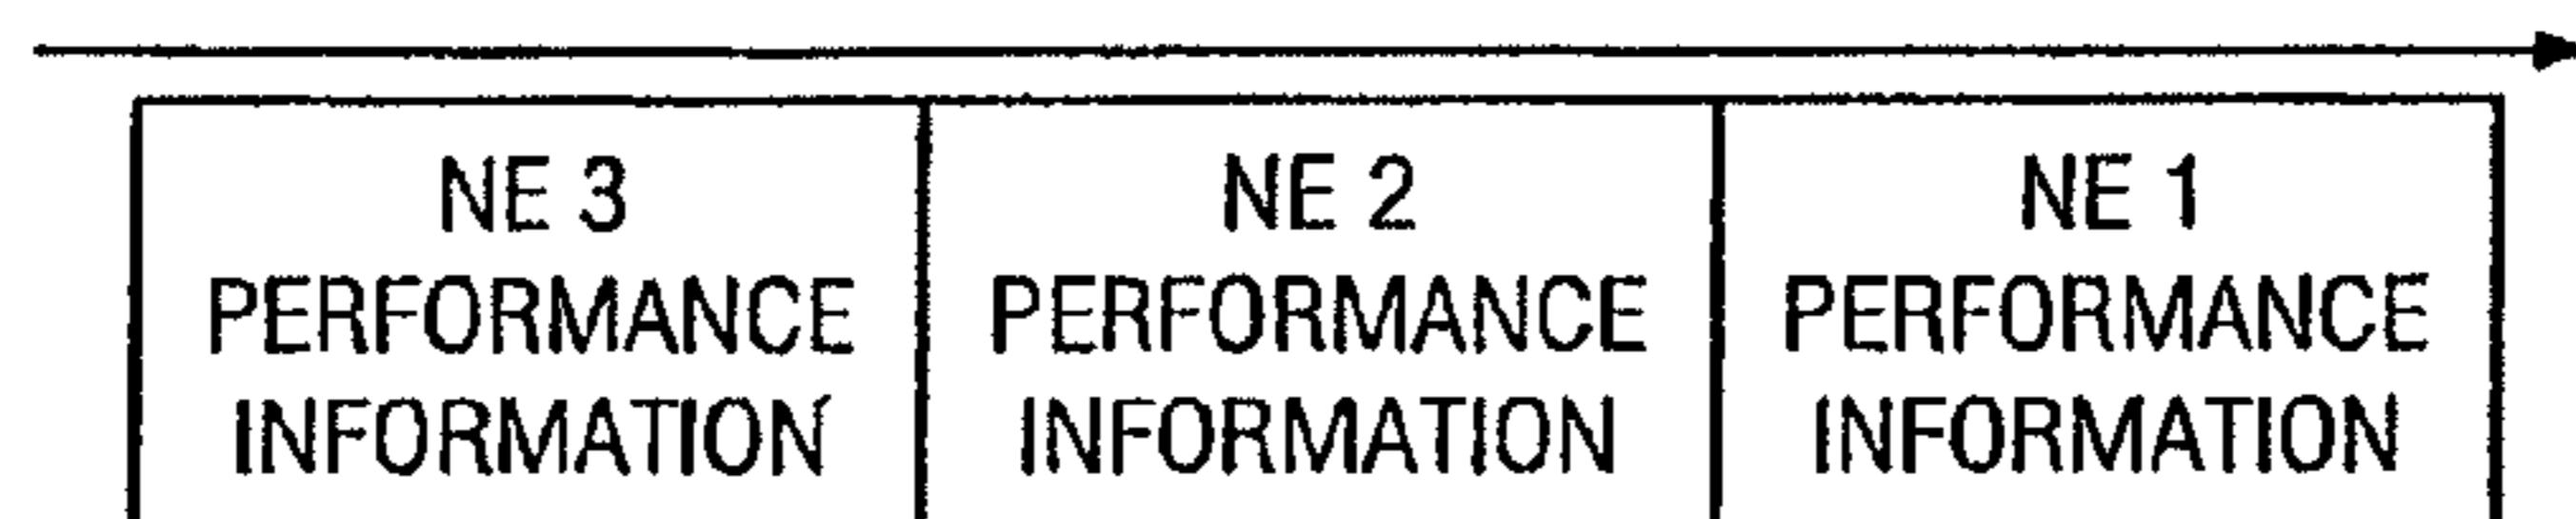 NE 3
PERFORMANCE
INFORMATION
NE 2
PERFORMANCE
INFORMATION
NE 1
PERFORMANCE
INFORMATION